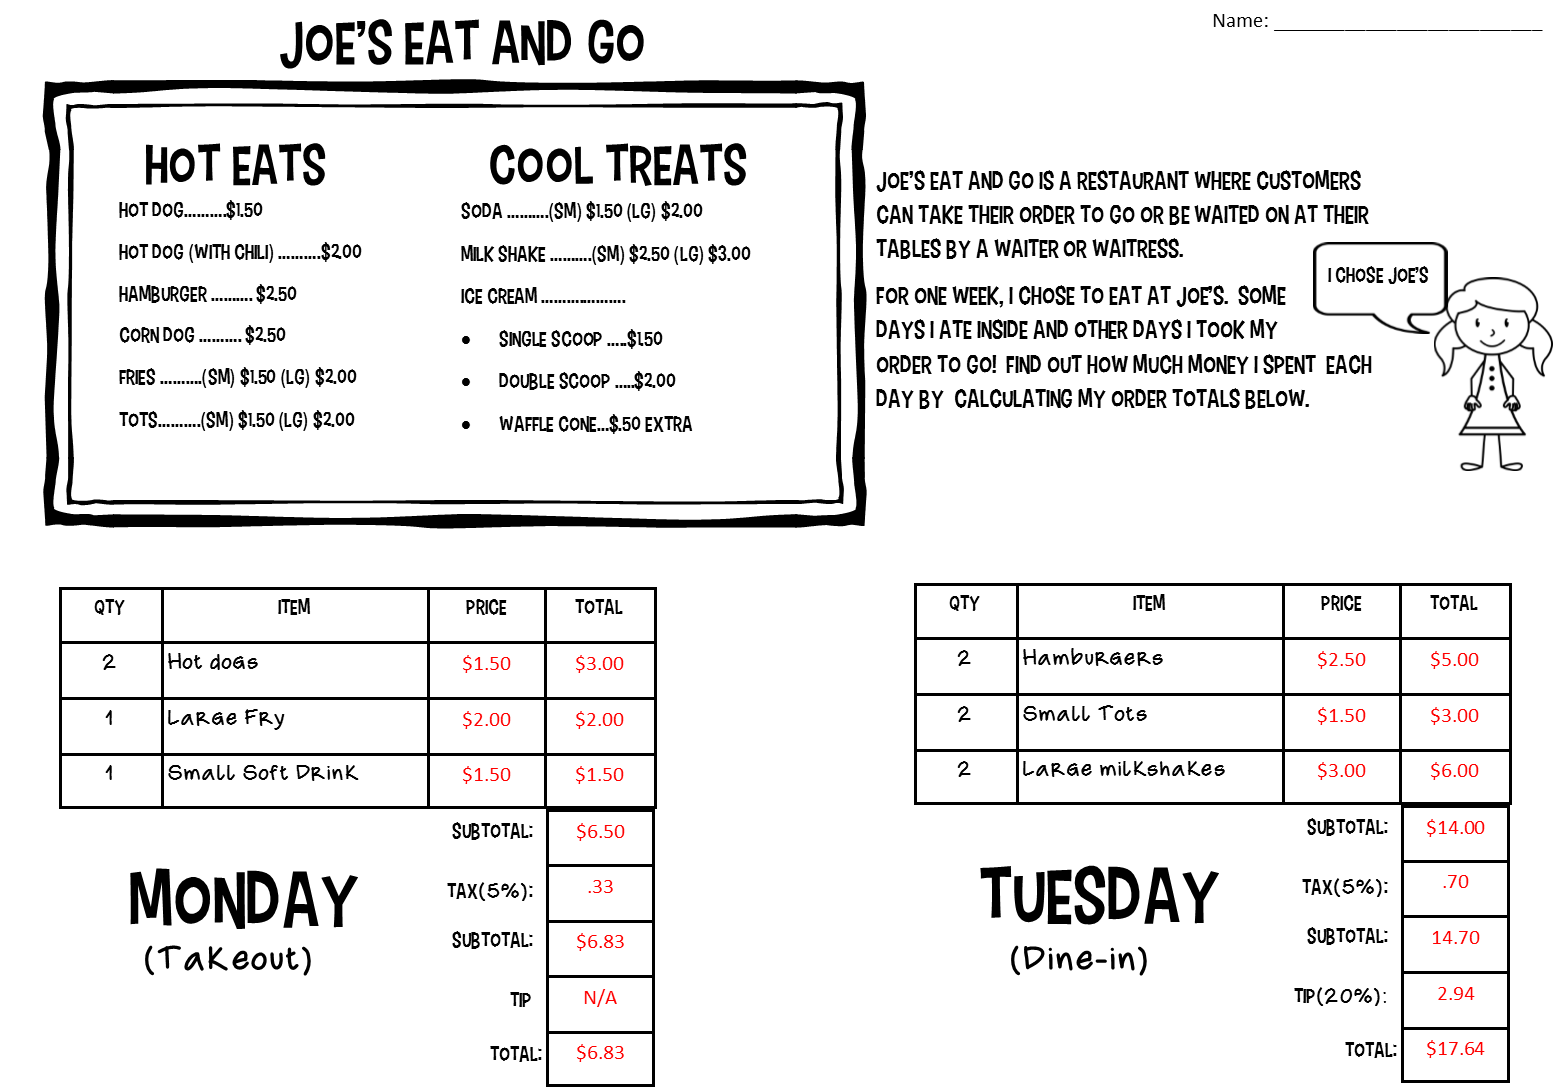 JOE'S EAT AND GO
Name: ___________________________
HOT EATS
HOT DOG..........$1.50
HOT DOG (WITH CHILI) ..........$2.00
HAMBURGER .......... $2.50
CORN DOG .......... $2.50
FRIES ..........(SM) $1.50 (LG) $2.00
TOTS..........(SM) $1.50 (LG) $2.00
COOL TREATS
SODA ..........(SM) $1.50 (LG) $2.00
MILK SHAKE ..........(SM) $2.50 (LG) $3.00
ICE CREAM ....................
• SINGLE SCOOP .....$1.50
• DOUBLE SCOOP .....$2.00
• WAFFLE CONE...$.50 EXTRA
JOE'S EAT AND GO IS A RESTAURANT WHERE CUSTOMERS
CAN TAKE THEIR ORDER TO GO OR BE WAITED ON AT THEIR
TABLES BY A WAITER OR WAITRESS.
FOR ONE WEEK, I CHOSE TO EAT AT JOE'S. SOME
DAYS I ATE INSIDE AND OTHER DAYS I TOOK MY
ORDER TO GO! FIND OUT HOW MUCH MONEY I SPENT EACH
DAY BY CALCULATING MY ORDER TOTALS BELOW.
I CHOSE JOE'S
QTY ITEM PRICE TOTAL
2 Hot dogs $1.50 $3.00
1 Large Fry $2.00 $2.00
1 Small Soft Drink $1.50 $1.50
SUBTOTAL: $6.50
TAX(5%): .33
SUBTOTAL: $6.83
TIP N/A
TOTAL: $6.83
MONDAY
(Takeout)
QTY ITEM PRICE TOTAL
2 Hamburgers $2.50 $5.00
2 Small Tots $1.50 $3.00
2 Large milkshakes $3.00 $6.00
SUBTOTAL: $14.00
TAX(5%): .70
SUBTOTAL: 14.70
TIP(20%): 2.94
TOTAL: $17.64
TUESDAY
(Dine-in)